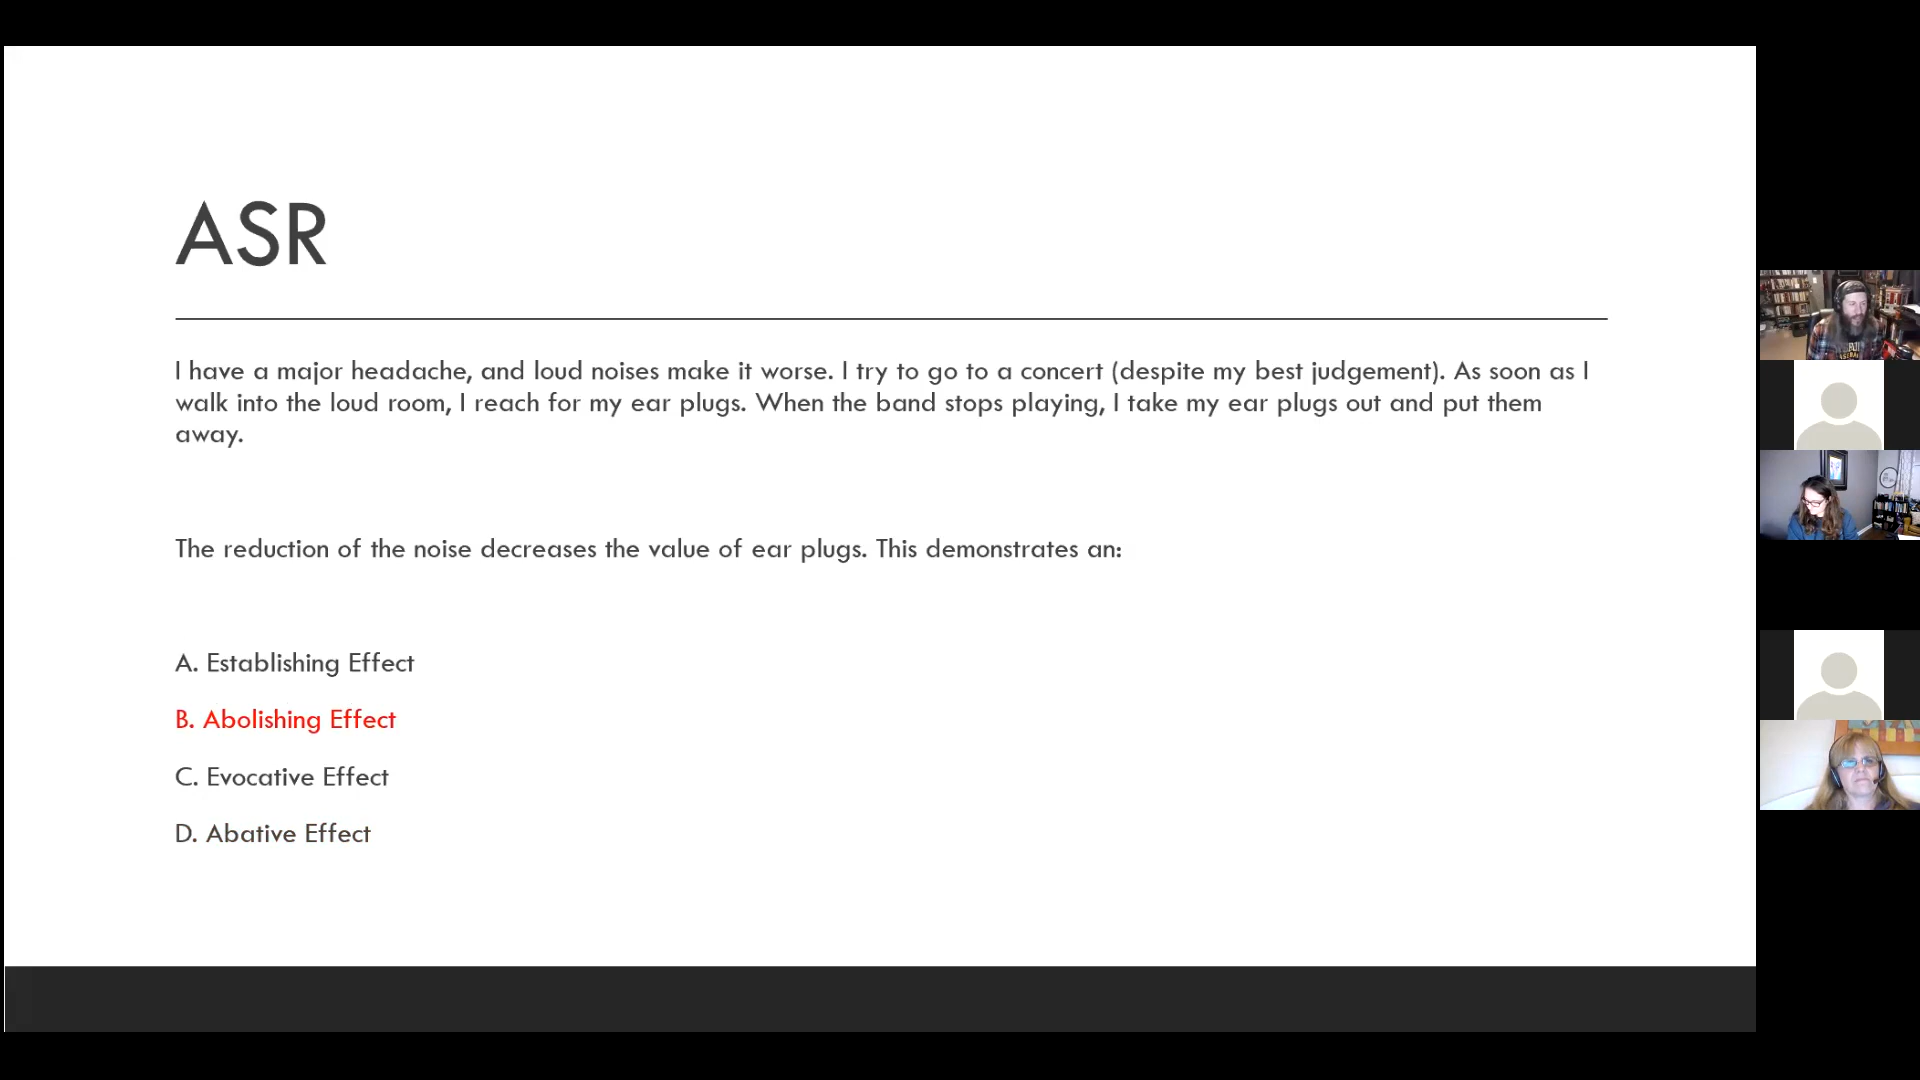 ASR
I have a major headache, and loud noises make it worse. I try to go to a concert (despite my best judgement). As soon as I
walk into the loud room, I reach for my ear plugs. When the band stops playing, I take my ear plugs out and put them
away.
The reduction of the noise decreases the value of ear plugs. This demonstrates an:
A. Establishing Effect
B. Abolishing Effect
C. Evocative Effect
D. Abative Effect